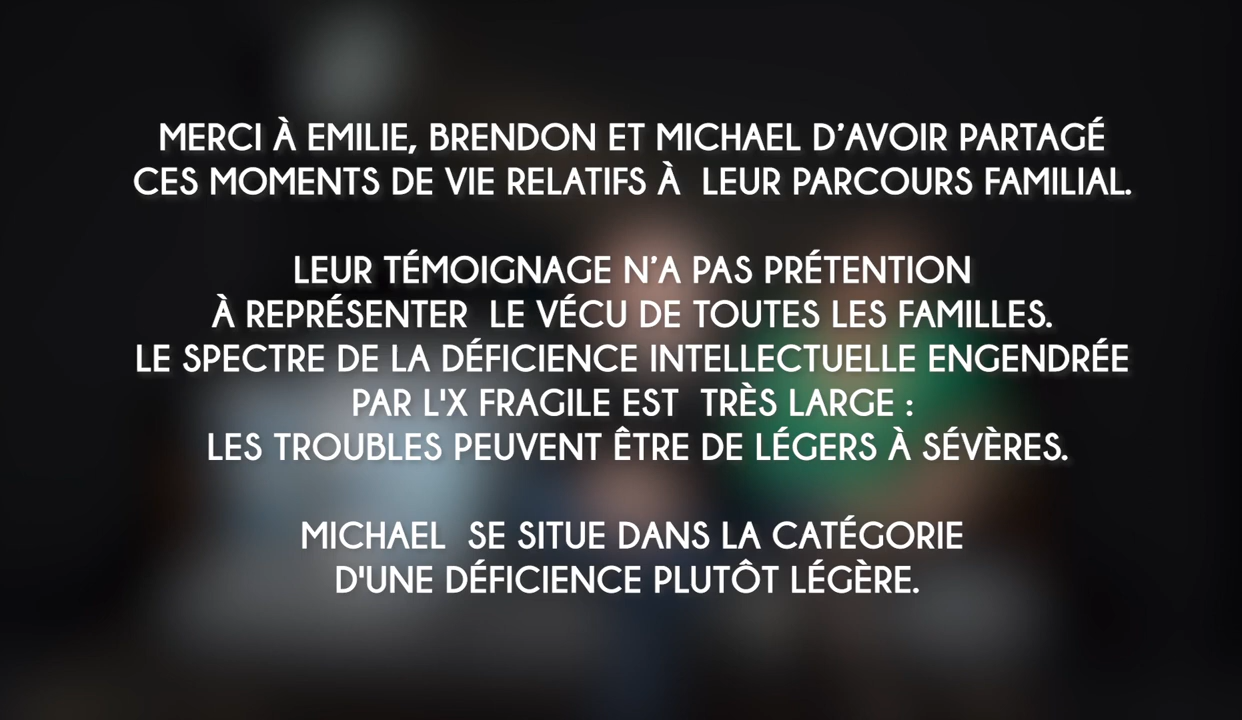 MERCI À EMILIE, BRENDON ET MICHAEL D’AVOIR PARTAGÉ
CES MOMENTS DE VIE RELATIFS À  LEUR PARCOURS FAMILIAL.
LEUR TÉMOIGNAGE N’A PAS PRÉTENTION
À REPRÉSENTER  LE VÉCU DE TOUTES LES FAMILLES.
LE SPECTRE DE LA DÉFICIENCE INTELLECTUELLE ENGENDRÉE
PAR L'X FRAGILE EST  TRÈS LARGE :
LES TROUBLES PEUVENT ÊTRE DE LÉGERS À SÉVÈRES.
MICHAEL  SE SITUE DANS LA CATÉGORIE
D'UNE DÉFICIENCE PLUTÔT LÉGÈRE.